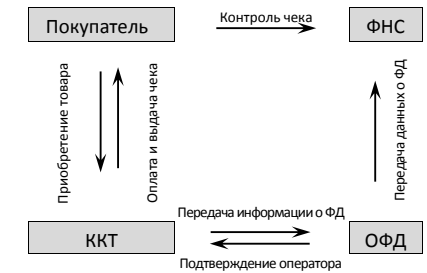 Покупатель
Контроль чека
ФНС
Приобретение товара
Оплата и выдача чека
Передача данных о ФД
Передача информации о ФД
ККТ
ОФД
Подтверждение оператора